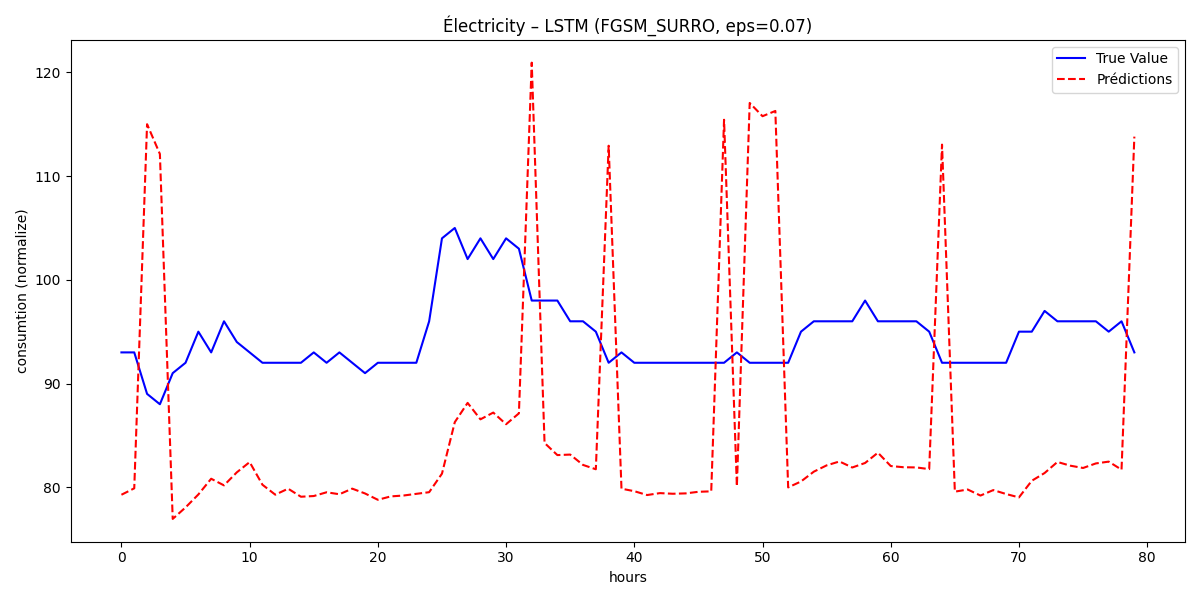 Électricity – LSTM (FGSM_SURRO, eps=0.07)
True Value
Prédictions
consumtion (normalize)
120
110
100
90
80
0 10 20 30 40 50 60 70 80
hours